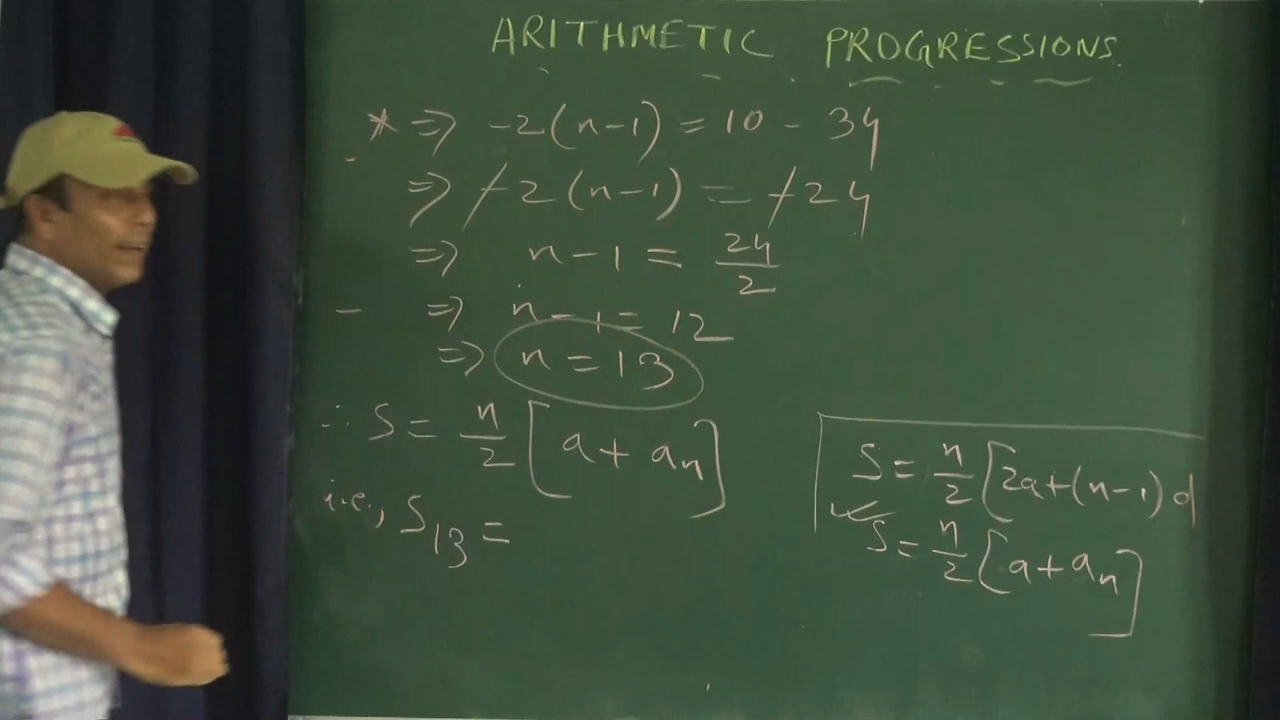 ARITHMETIC PROGRESSIONS.
* ⇒ -2(n-1) = 10 - 34
⇒ -2(n-1) = -24
⇒ n-1 = 24/2
⇒ n-1 = 12
⇒ n = 13
∴ S = n/2 [a + an]
i.e., S13 =
S = n/2 [2a+(n-1)d
S = n/2 [a+an]